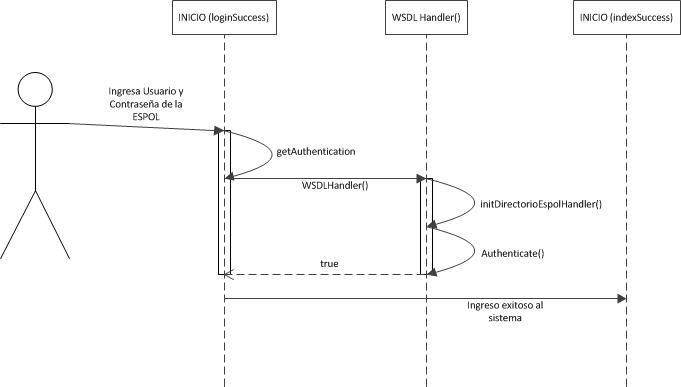 INICIO (loginSuccess)
WSDL Handler()
INICIO (indexSuccess)
Ingresa Usuario y
Contraseña de la
ESPOL
getAuthentication
WSDLHandler()
initDirectorioEspolHandler()
Authenticate()
true
Ingreso exitoso al
sistema